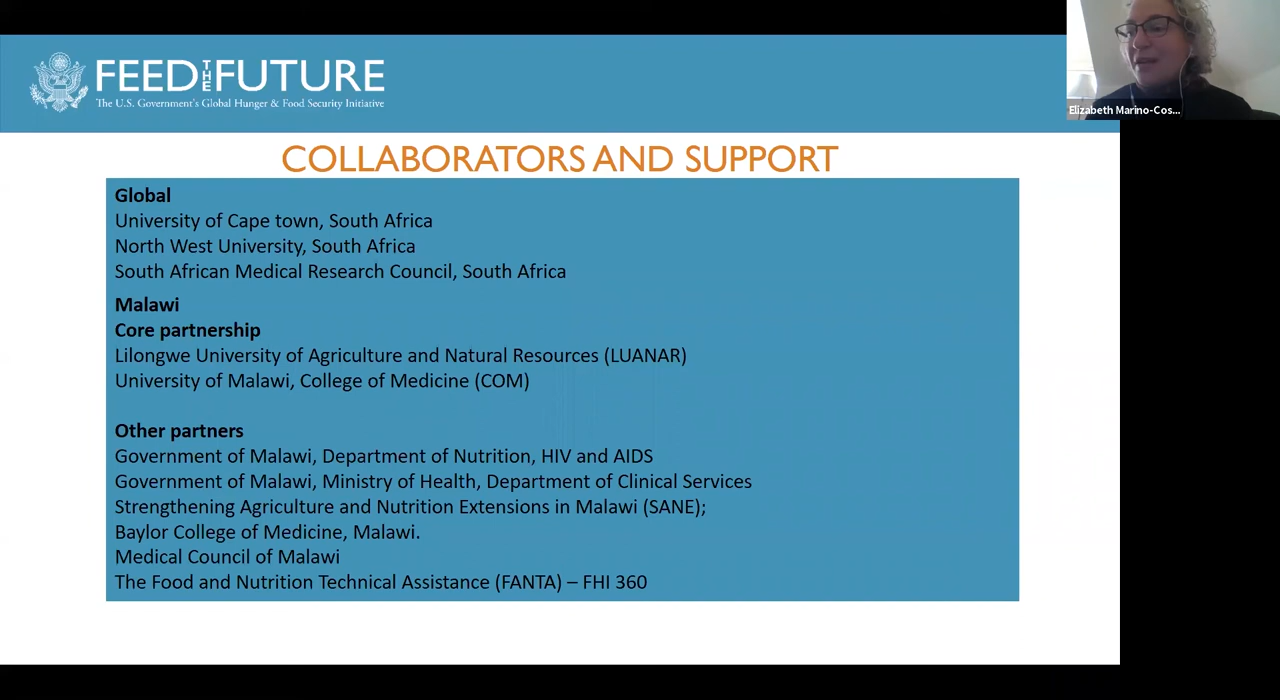 FEED THE FUTURE
The U.S. Government's Global Hunger & Food Security Initiative
Elizabeth Marino-Cos...
COLLABORATORS AND SUPPORT
Global
University of Cape town, South Africa
North West University, South Africa
South African Medical Research Council, South Africa
Malawi
Core partnership
Lilongwe University of Agriculture and Natural Resources (LUANAR)
University of Malawi, College of Medicine (COM)
Other partners
Government of Malawi, Department of Nutrition, HIV and AIDS
Government of Malawi, Ministry of Health, Department of Clinical Services
Strengthening Agriculture and Nutrition Extensions in Malawi (SANE);
Baylor College of Medicine, Malawi.
Medical Council of Malawi
The Food and Nutrition Technical Assistance (FANTA) – FHI 360